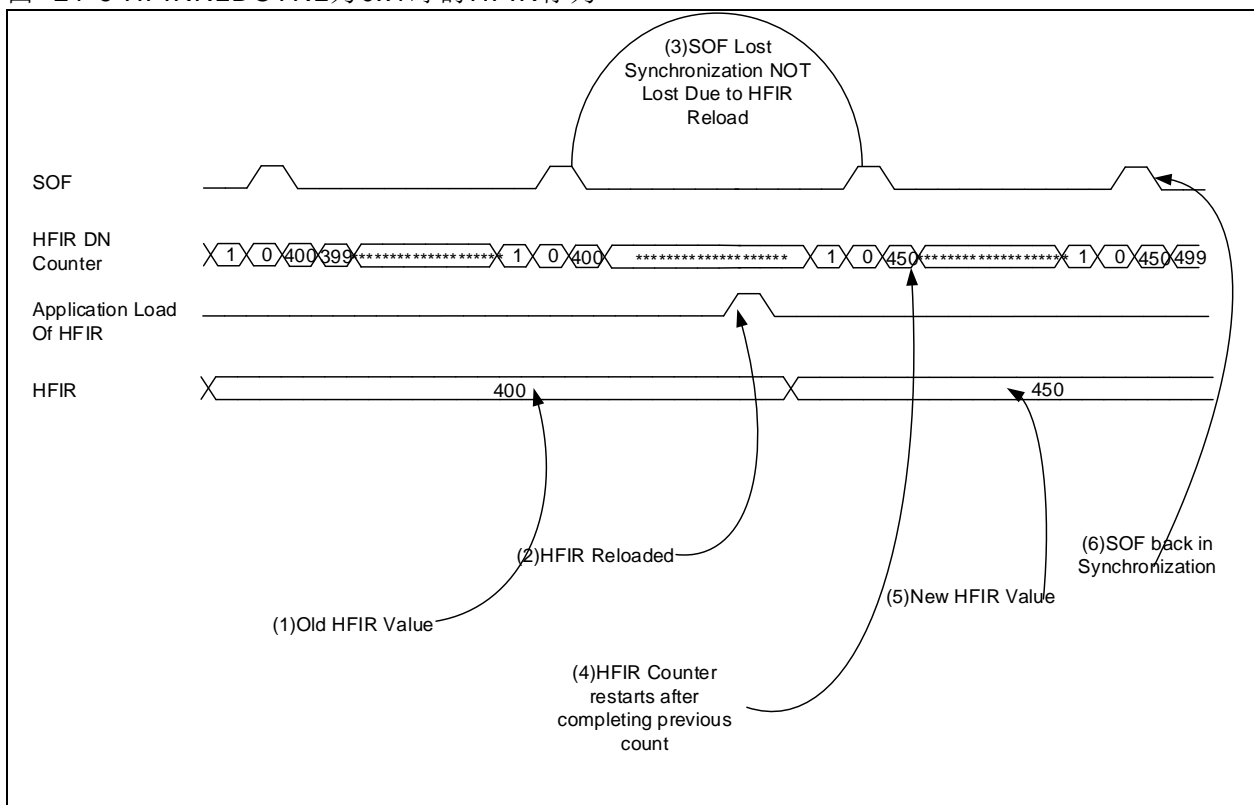 (3)SOF Lost
Synchronization NOT
Lost Due to HFIR
Reload
SOF
HFIR DN
Counter
1 0 400 399 ****************** 1 0 400 ******************* 1 0 450 ****************** 1 0 450 499
Application Load
Of HFIR
HFIR
400
450
(2)HFIR Reloaded
(6)SOF back in
Synchronization
(5)New HFIR Value
(1)Old HFIR Value
(4)HFIR Counter
restarts after
completing previous
count